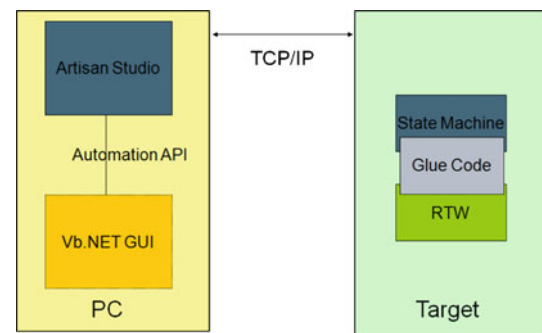 Artisan Studio
Automation API
Vb.NET GUI
PC
TCP/IP
State Machine
Glue Code
RTW
Target